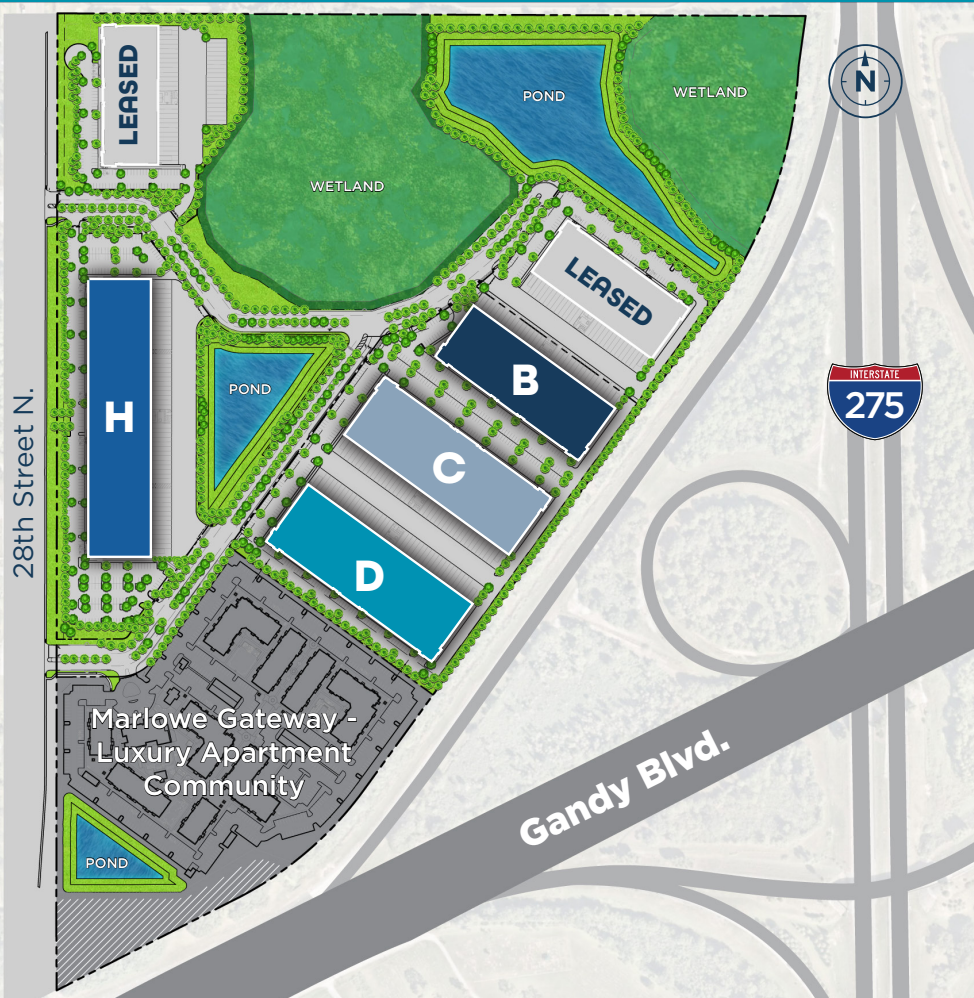 LEASED
POND
WETLAND
N
WETLAND
LEASED
B
INTERSTATE
275
H
POND
28th Street N.
C
D
Marlowe Gateway -
Luxury Apartment
Community
Gandy Blvd.
POND